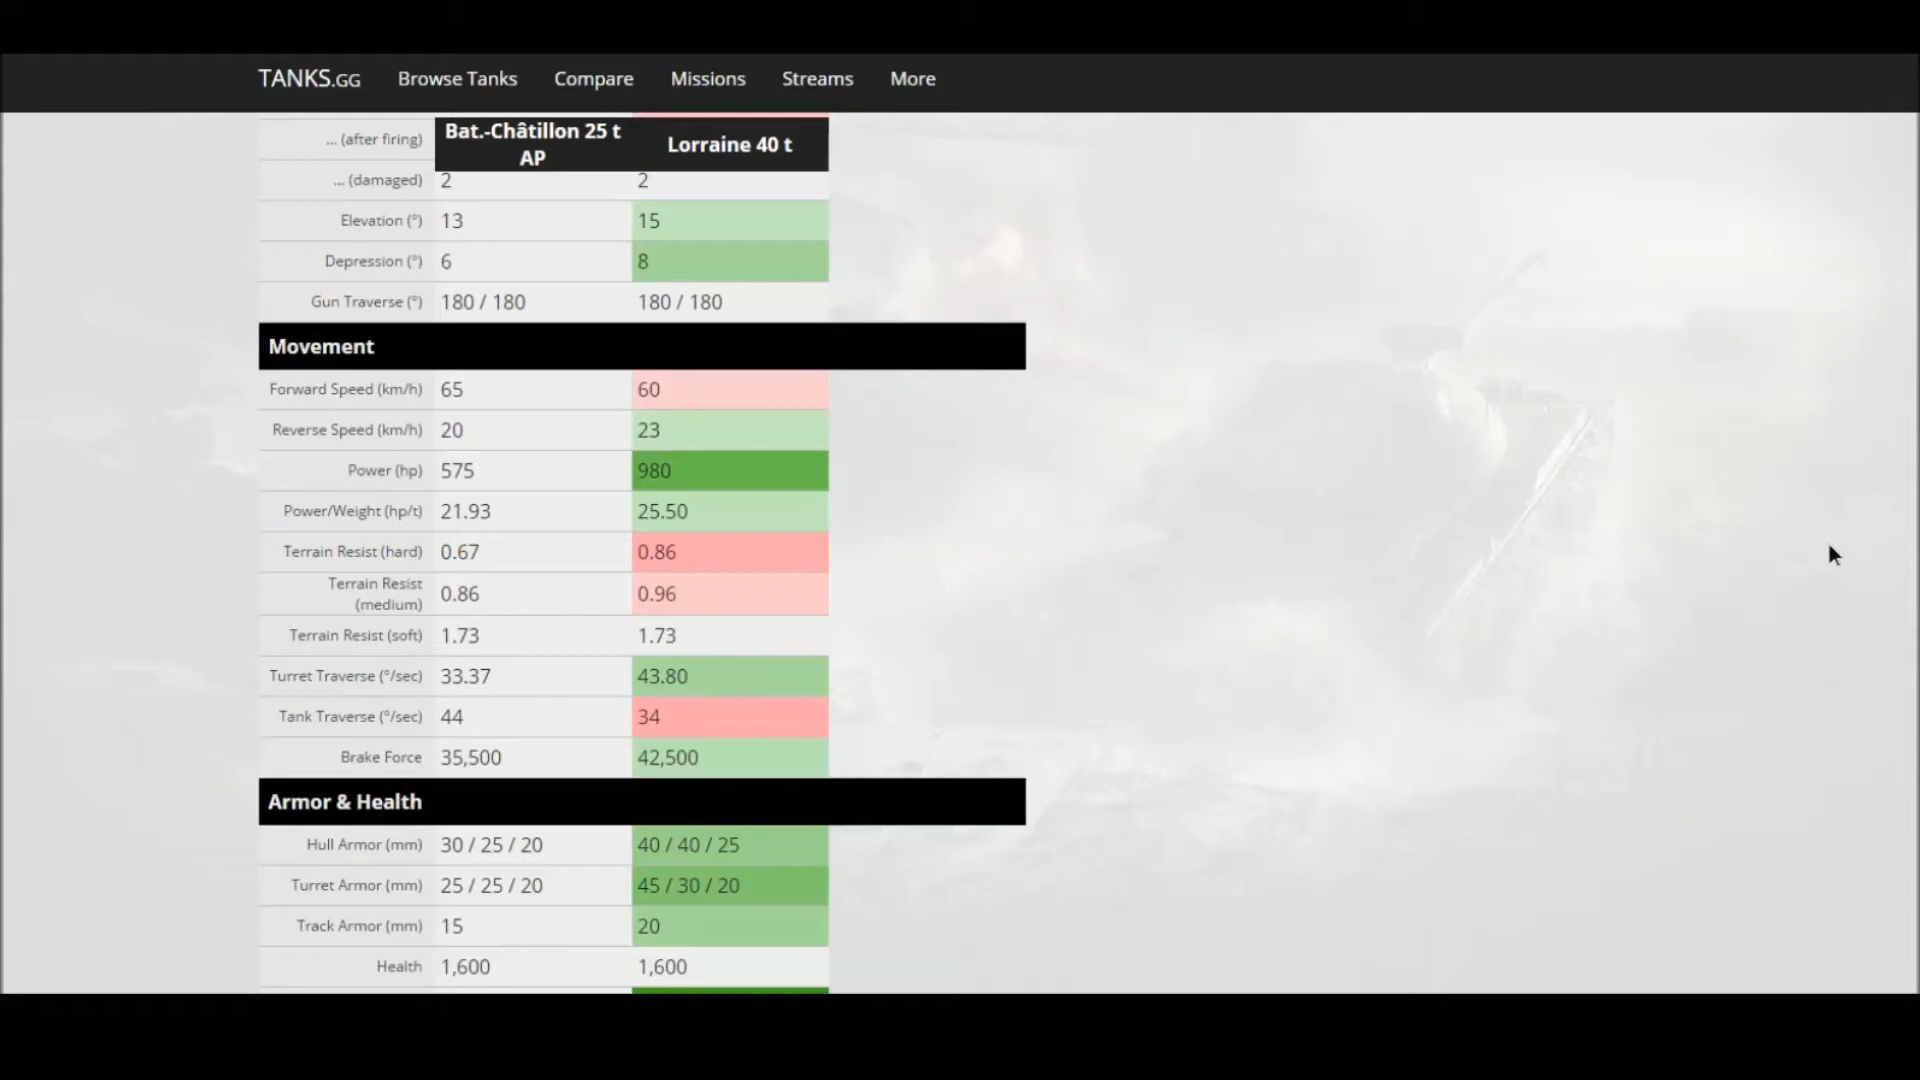 TANKS.GG Browse Tanks Compare Missions Streams More
Bat.-Châtillon 25 t
AP
Lorraine 40 t
... (after firing)
... (damaged) 2 2
Elevation (°) 13 15
Depression (°) 6 8
Gun Traverse (°) 180 / 180 180 / 180
Movement
Forward Speed (km/h) 65 60
Reverse Speed (km/h) 20 23
Power (hp) 575 980
Power/Weight (hp/t) 21.93 25.50
Terrain Resist (hard) 0.67 0.86
Terrain Resist
(medium) 0.86 0.96
Terrain Resist (soft) 1.73 1.73
Turret Traverse (°/sec) 33.37 43.80
Tank Traverse (°/sec) 44 34
Brake Force 35,500 42,500
Armor & Health
Hull Armor (mm) 30 / 25 / 20 40 / 40 / 25
Turret Armor (mm) 25 / 25 / 20 45 / 30 / 20
Track Armor (mm) 15 20
Health 1,600 1,600